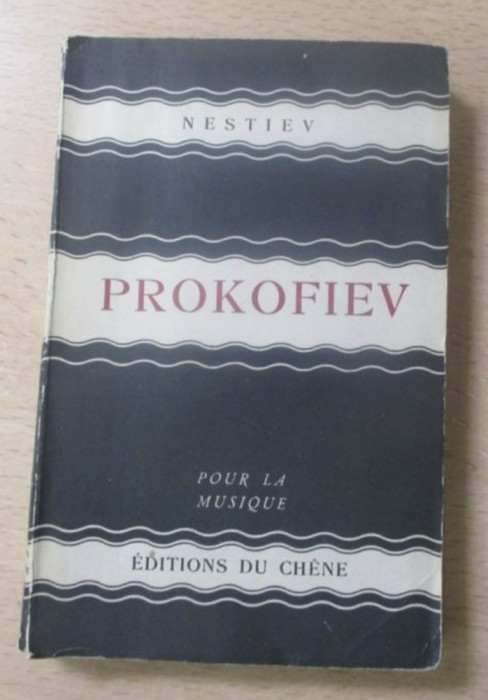 NESTIEV
PROKOFIEV
POUR LA
MUSIQUE
ÉDITIONS DU CHÊNE